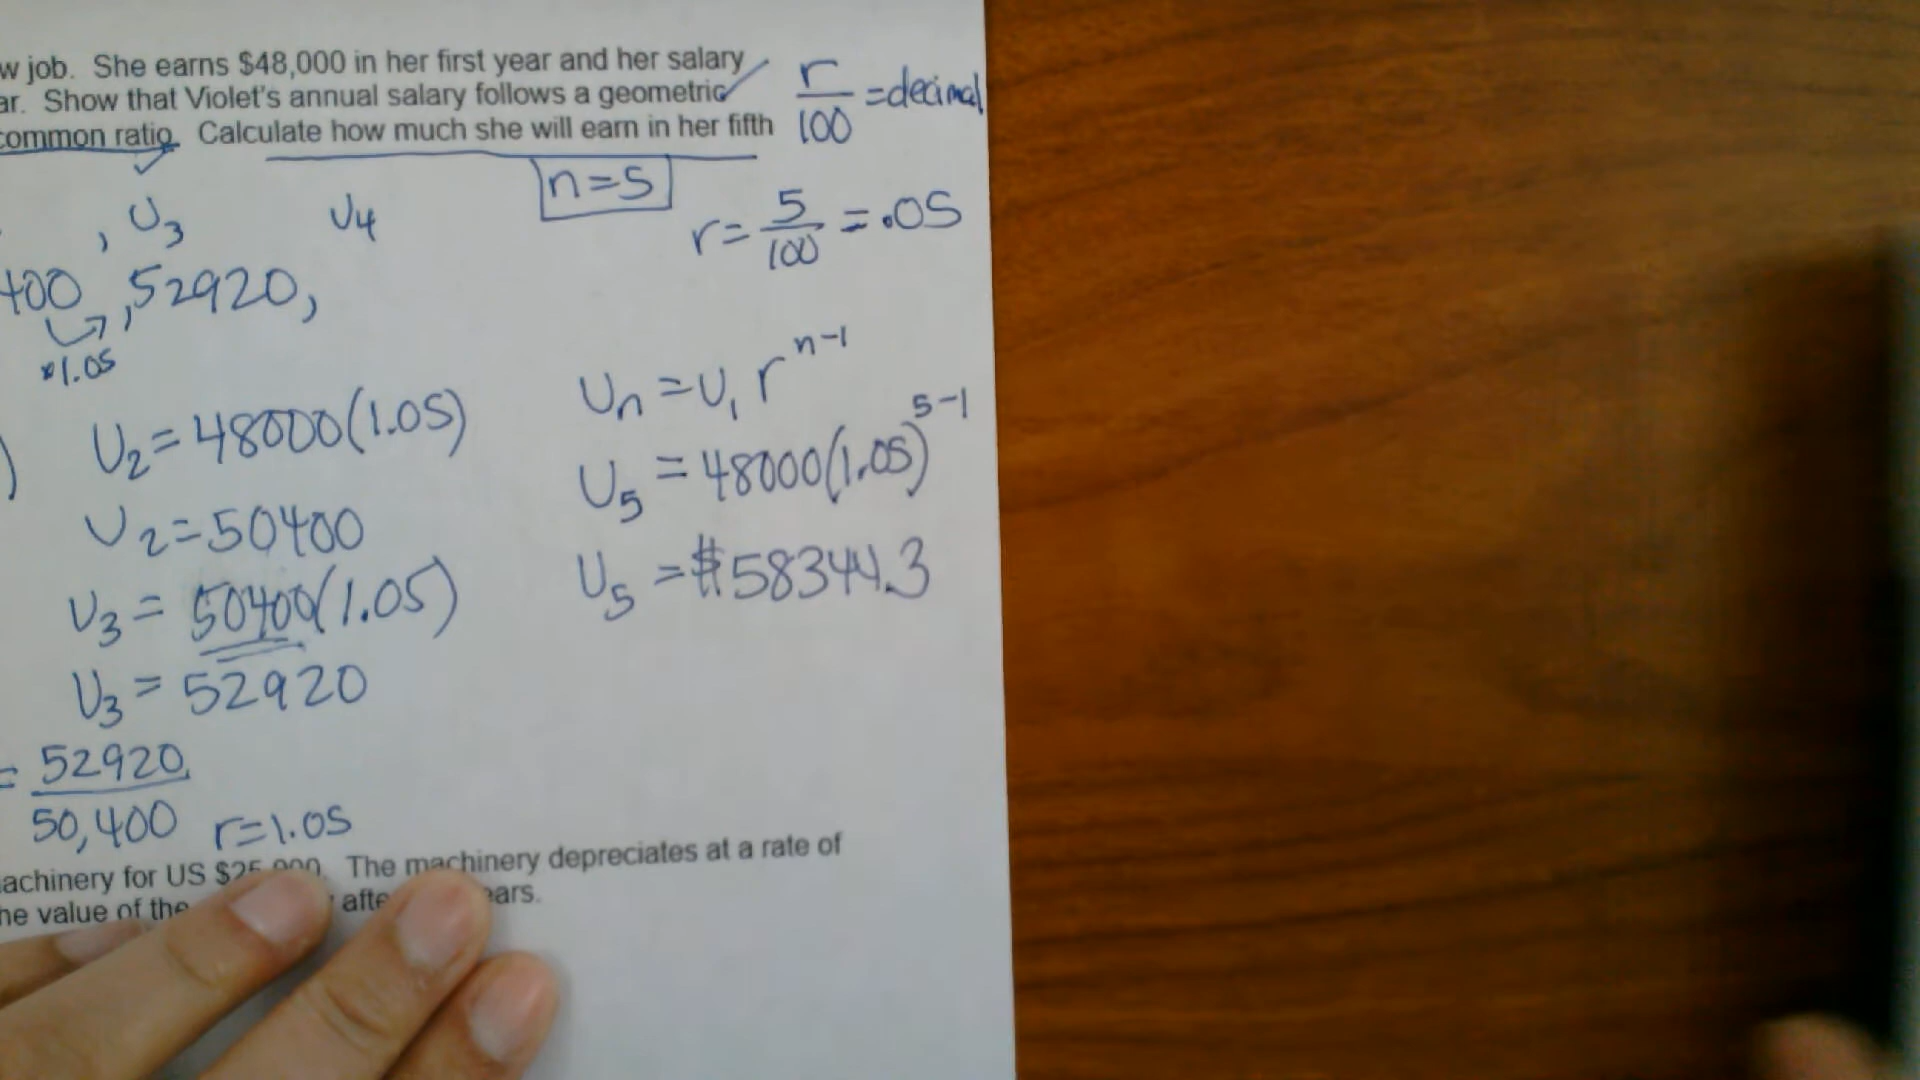 w job. She earns $48,000 in her first year and her salary
ar. Show that Violet's annual salary follows a geometric
common ratio. Calculate how much she will earn in her fifth
r/100 = decimal
n=5
r = 5/100 = .05
, U3 U4
400, 52920,
*1.05
) U2 = 48000(1.05)
U2 = 50400
U3 = 50400(1.05)
U3 = 52920
= 52920/50,400 r=1.05
Un = U1 r^n-1
U5 = 48000(1.05)^5-1
U5 = $58344.3
achinery for US $25 000. The machinery depreciates at a rate of
he value of the afte ears.